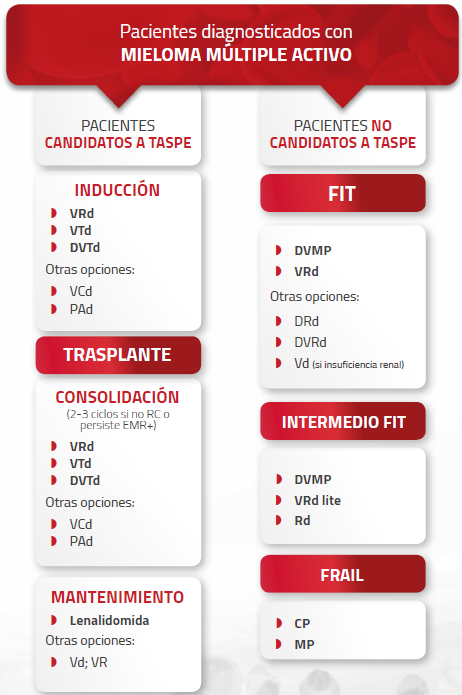 Pacientes diagnosticados con
MIELOMA MÚLTIPLE ACTIVO
PACIENTES
CANDIDATOS A TASPE
INDUCCIÓN
VRd
VTd
DVTd
Otras opciones:
VCd
PAd
TRASPLANTE
CONSOLIDACIÓN
(2-3 ciclos si no RC o
persiste EMR+)
VRd
VTd
DVTd
Otras opciones:
VCd
PAd
MANTENIMIENTO
Lenalidomida
Otras opciones:
Vd; VR
PACIENTES NO
CANDIDATOS A TASPE
FIT
DVMP
VRd
Otras opciones:
DRd
DVRd
Vd (si insuficiencia renal)
INTERMEDIO FIT
DVMP
VRd lite
Rd
FRAIL
CP
MP